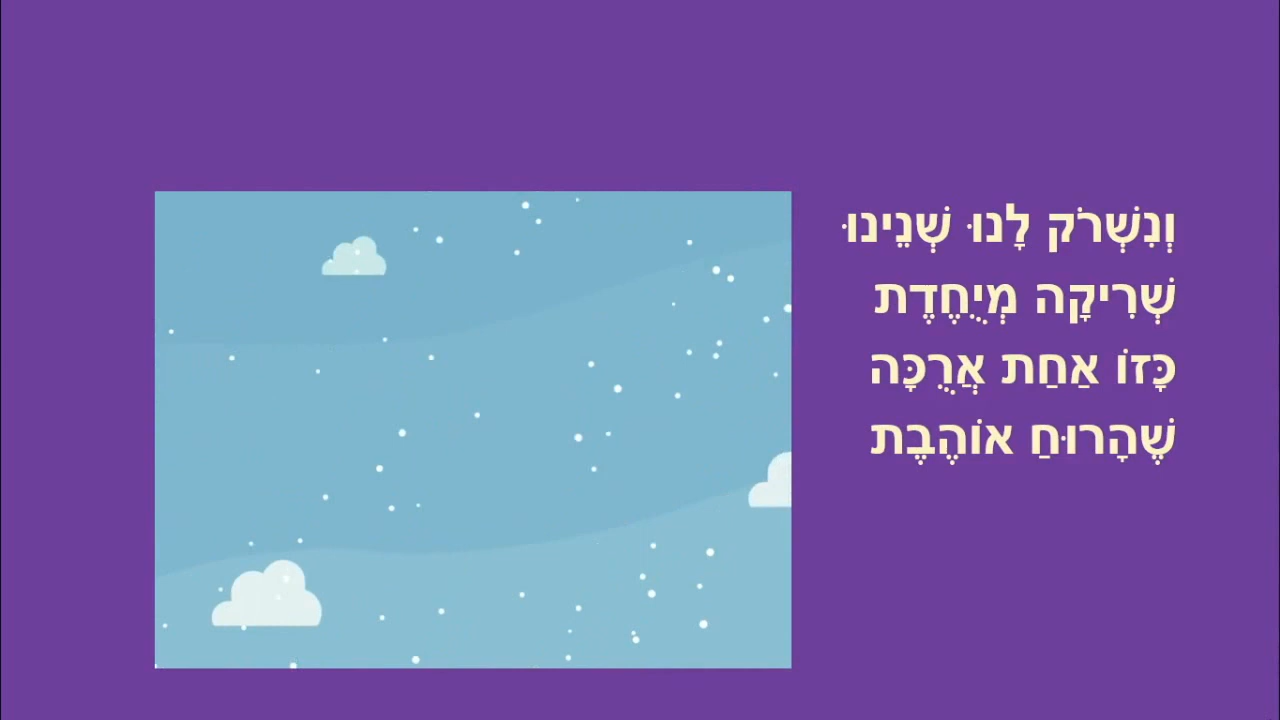 וְנִשְׁרֹק לָנוּ שְׁנֵינוּ
שְׁרִיקָה מְיֻחֶדֶת
כָּזוֹ אַחַת אֲרֻכָּה
שֶׁהָרוּחַ אוֹהֶבֶת